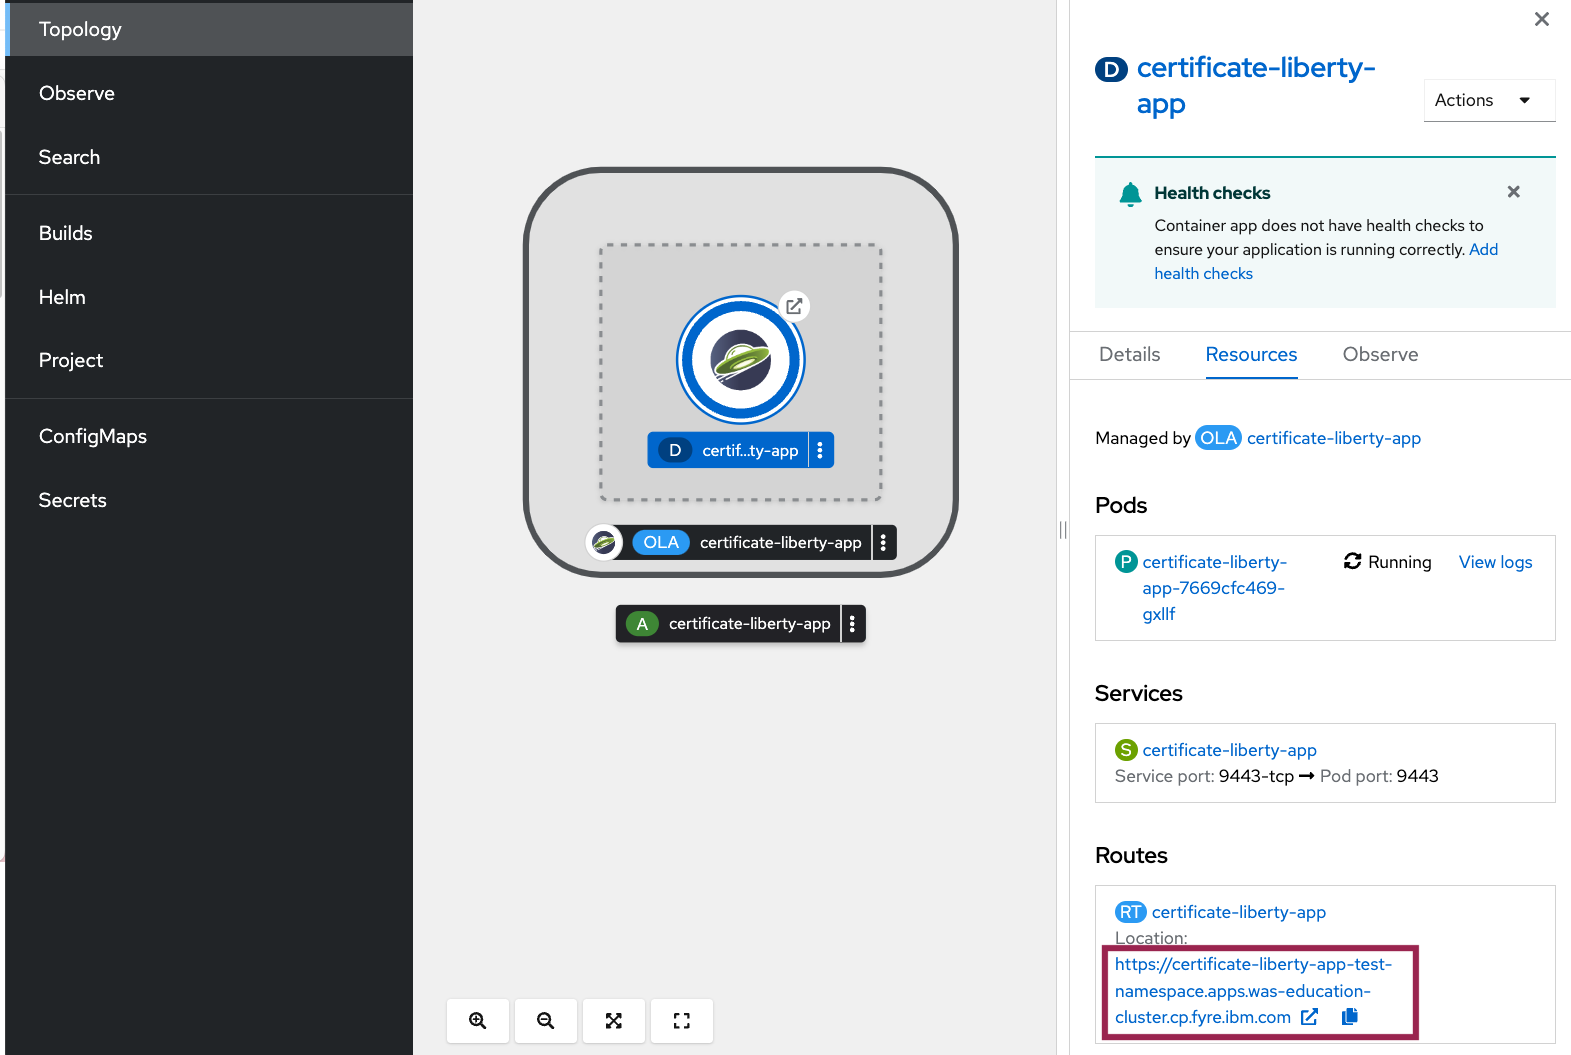 Topology
Observe
Search
Builds
Helm
Project
ConfigMaps
Secrets
D certif...ty-app
OLA certificate-liberty-app
A certificate-liberty-app
D certificate-liberty-
app
Actions
Health checks
Container app does not have health checks to
ensure your application is running correctly. Add
health checks
Details Resources Observe
Managed by OLA certificate-liberty-app
Pods
P certificate-liberty-
app-7669cfc469-
gxllf
Running View logs
Services
S certificate-liberty-app
Service port: 9443-tcp → Pod port: 9443
Routes
RT certificate-liberty-app
Location:
https://certificate-liberty-app-test-
namespace.apps.was-education-
cluster.cp.fyre.ibm.com